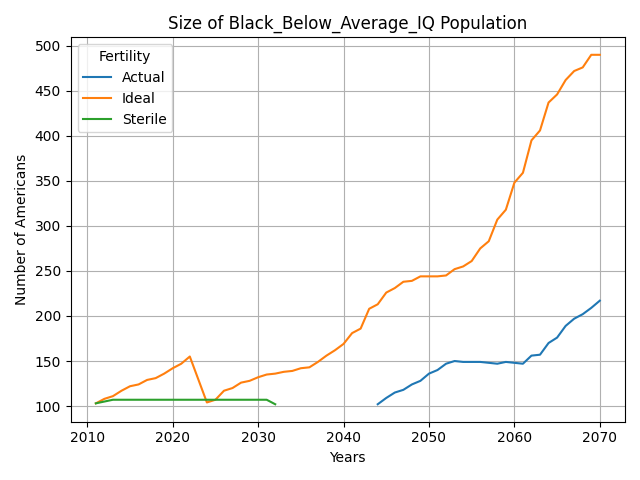 Size of Black_Below_Average_IQ Population
Number of Americans
500
450
400
350
300
250
200
150
100
Fertility
Actual
Ideal
Sterile
2010 2020 2030 2040 2050 2060 2070
Years